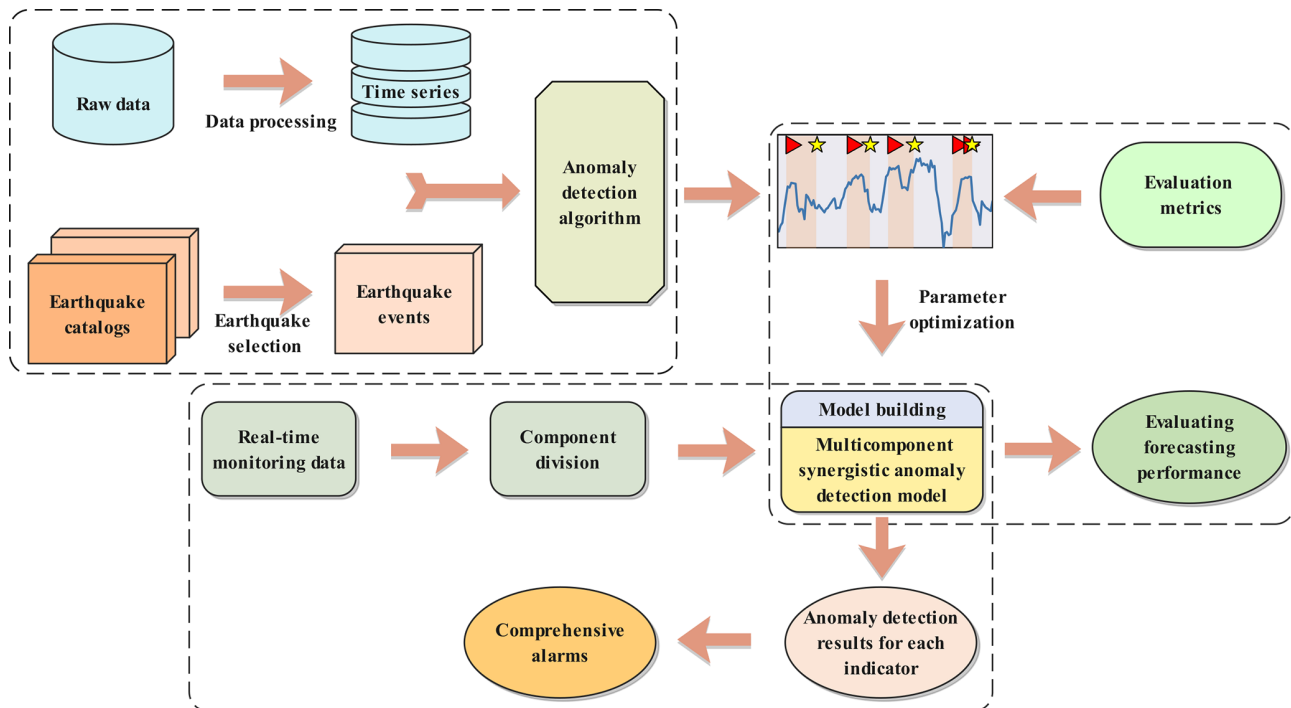 Raw data
Data processing
Time series
Anomaly
detection
algorithm
Earthquake
catalogs
Earthquake
selection
Earthquake
events
Evaluation
metrics
Parameter
optimization
Real-time
monitoring data
Component
division
Model building
Multicomponent
synergistic anomaly
detection model
Evaluating
forecasting
performance
Comprehensive
alarms
Anomaly detection
results for each
indicator